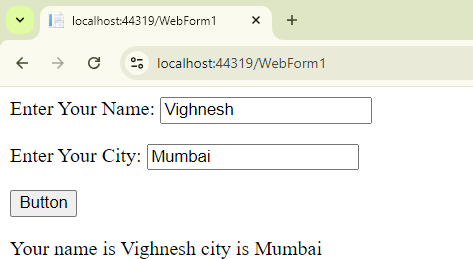 localhost:44319/WebForm1
localhost:44319/WebForm1
Enter Your Name: Vighnesh
Enter Your City: Mumbai
Button
Your name is Vighnesh city is Mumbai